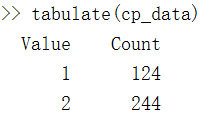 >> tabulate(cp_data)
Value Count
1 124
2 244